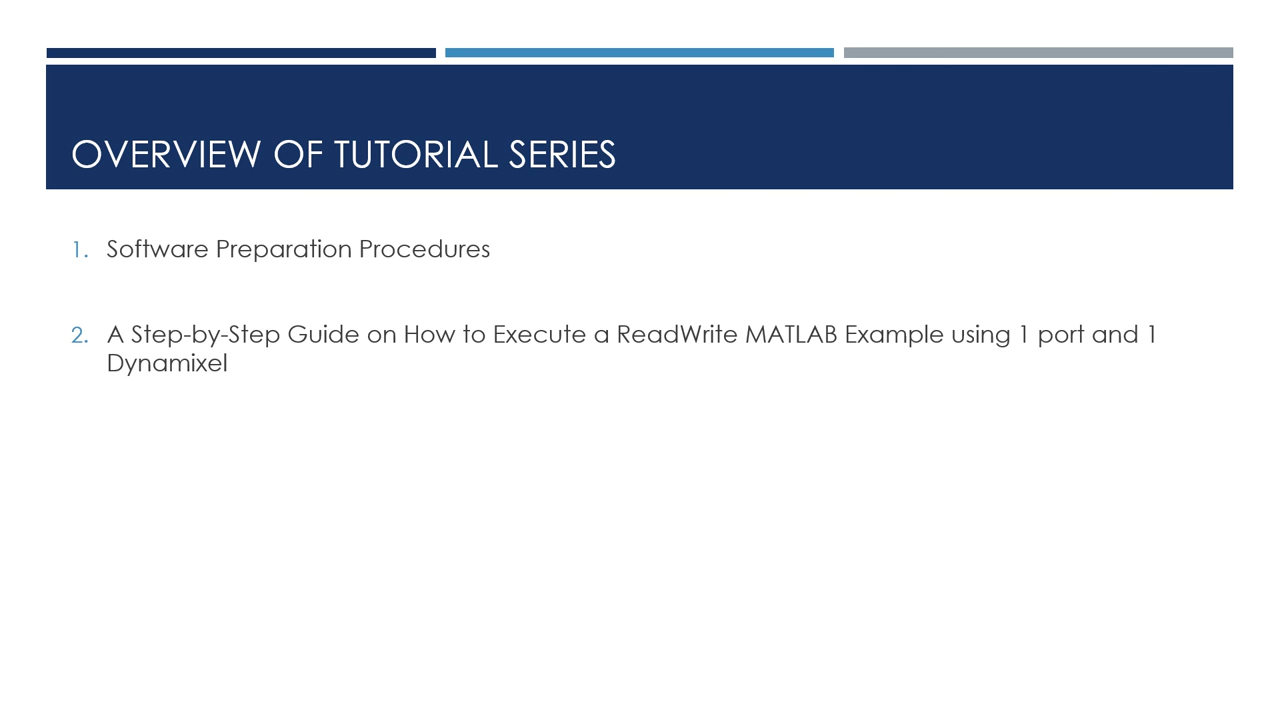 OVERVIEW OF TUTORIAL SERIES
1. Software Preparation Procedures
2. A Step-by-Step Guide on How to Execute a ReadWrite MATLAB Example using 1 port and 1
Dynamixel